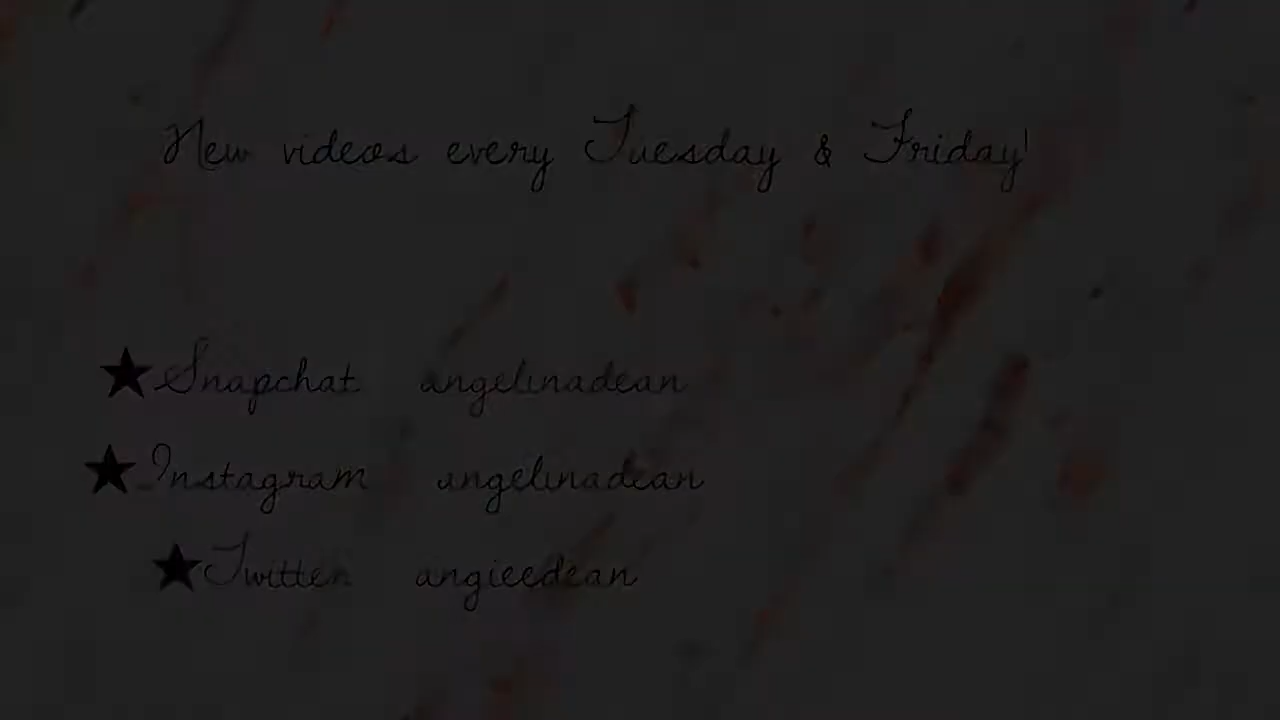 New videos every Tuesday & Friday!
Snapchat angelinadean
Instagram angelinadean
Twitter angieedean